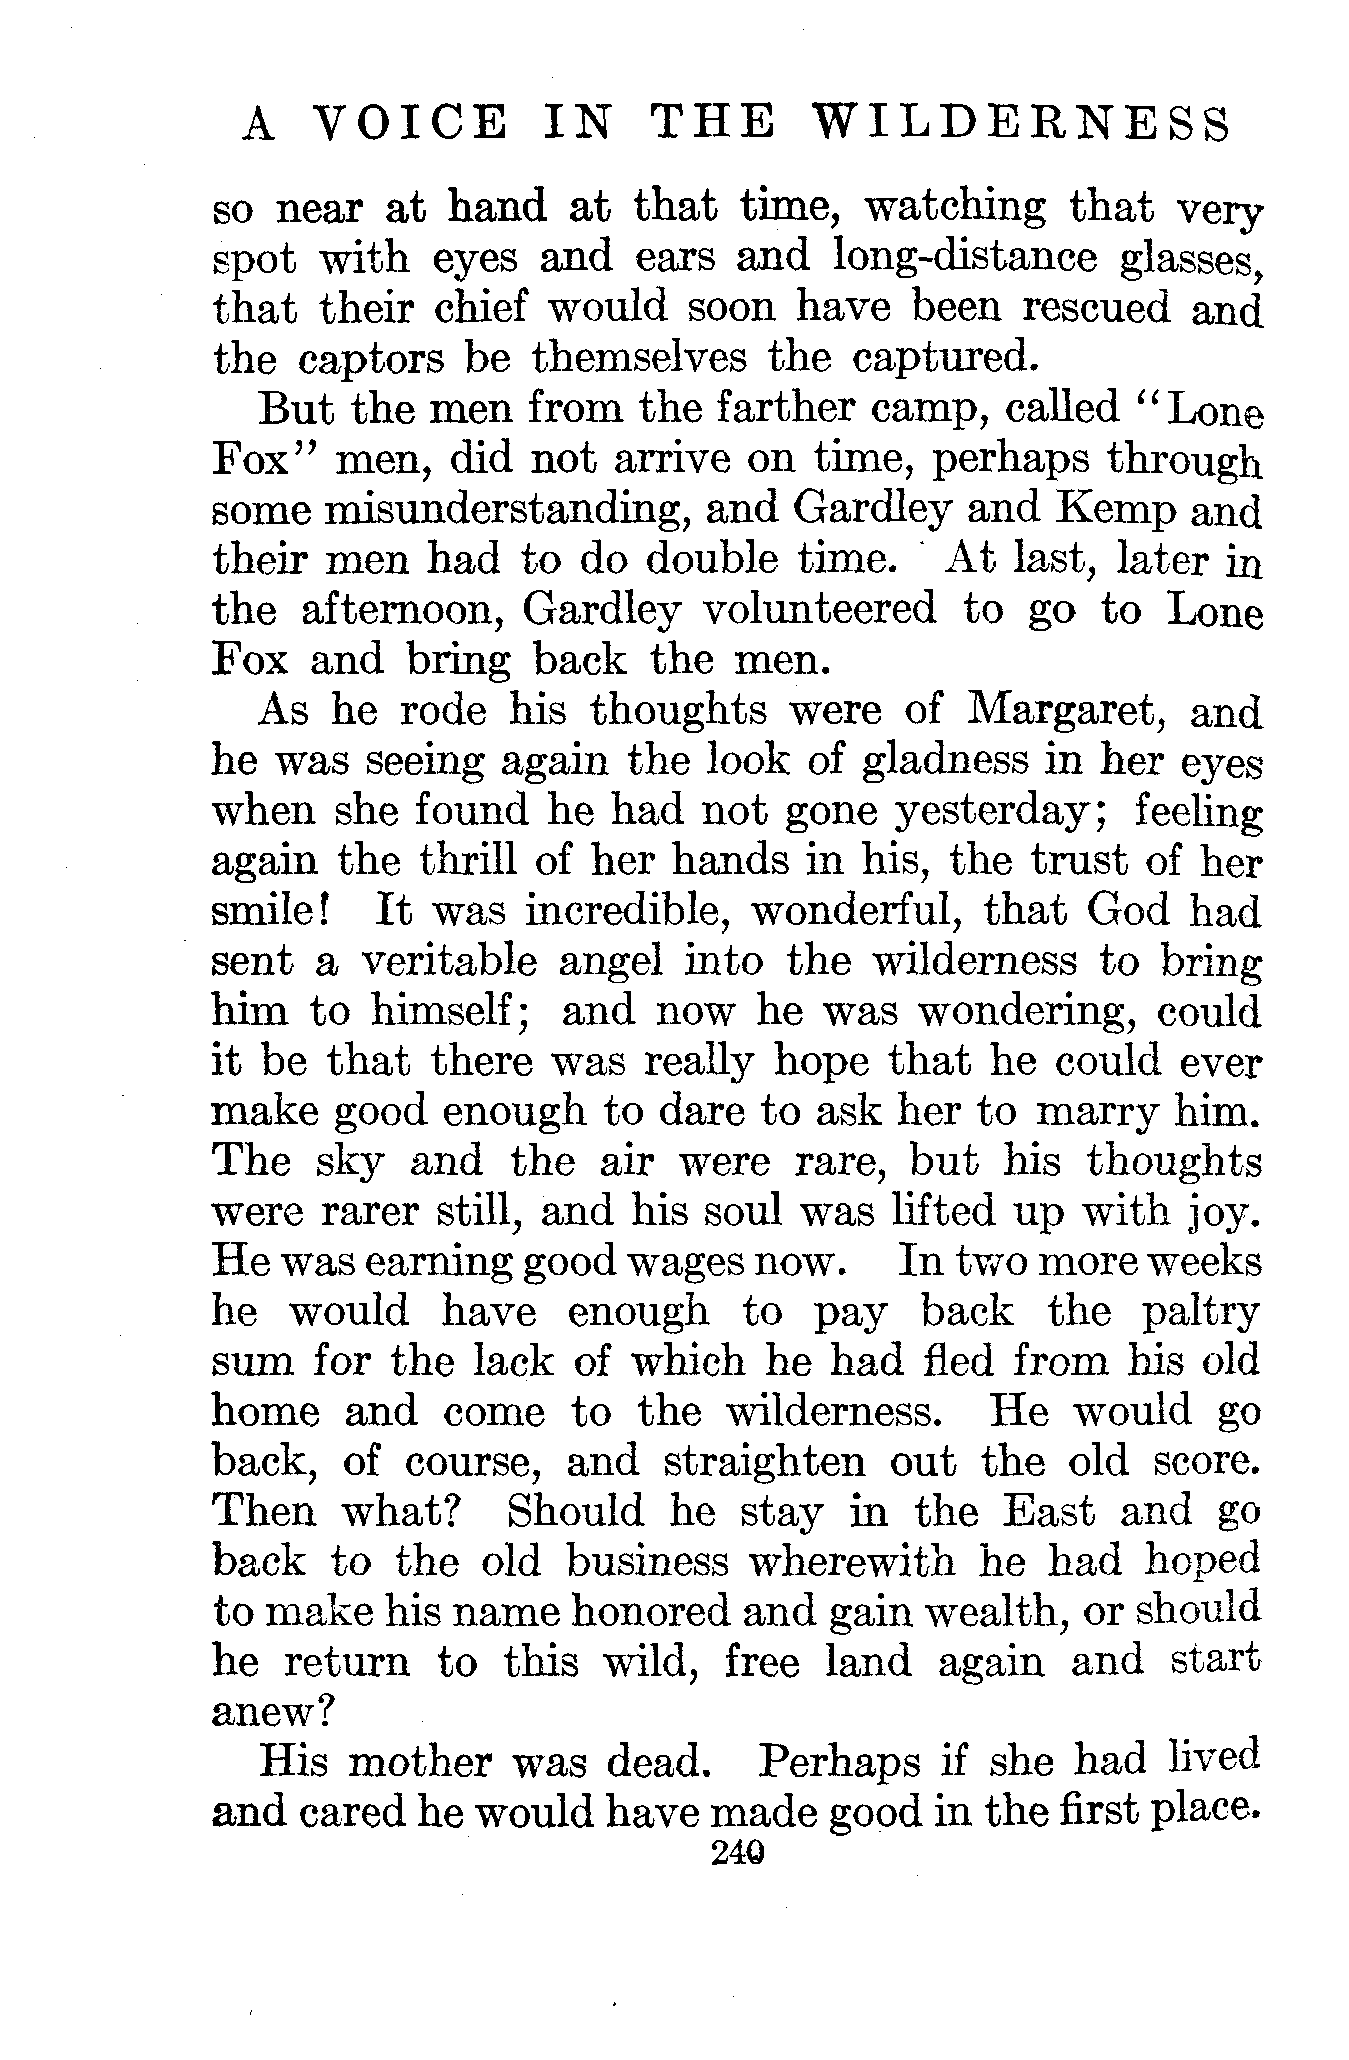 A VOICE IN THE WILDERNESS
so near at hand at that time, watching that very
spot with eyes and ears and long-distance glasses,
that their chief would soon have been rescued and
the captors be themselves the captured.
But the men from the farther camp, called "Lone
Fox" men, did not arrive on time, perhaps through
some misunderstanding, and Gardley and Kemp and
their men had to do double time. At last, later in
the afternoon, Gardley volunteered to go to Lone
Fox and bring back the men.
As he rode his thoughts were of Margaret, and
he was seeing again the look of gladness in her eyes
when she found he had not gone yesterday; feeling
again the thrill of her hands in his, the trust of her
smile! It was incredible, wonderful, that God had
sent a veritable angel into the wilderness to bring
him to himself; and now he was wondering, could
it be that there was really hope that he could ever
make good enough to dare to ask her to marry him.
The sky and the air were rare, but his thoughts
were rarer still, and his soul was lifted up with joy.
He was earning good wages now. In two more weeks
he would have enough to pay back the paltry
sum for the lack of which he had fled from his old
home and come to the wilderness. He would go
back, of course, and straighten out the old score.
Then what? Should he stay in the East and go
back to the old business wherewith he had hoped
to make his name honored and gain wealth, or should
he return to this wild, free land again and start
anew?
His mother was dead. Perhaps if she had lived
and cared he would have made good in the first place.
240